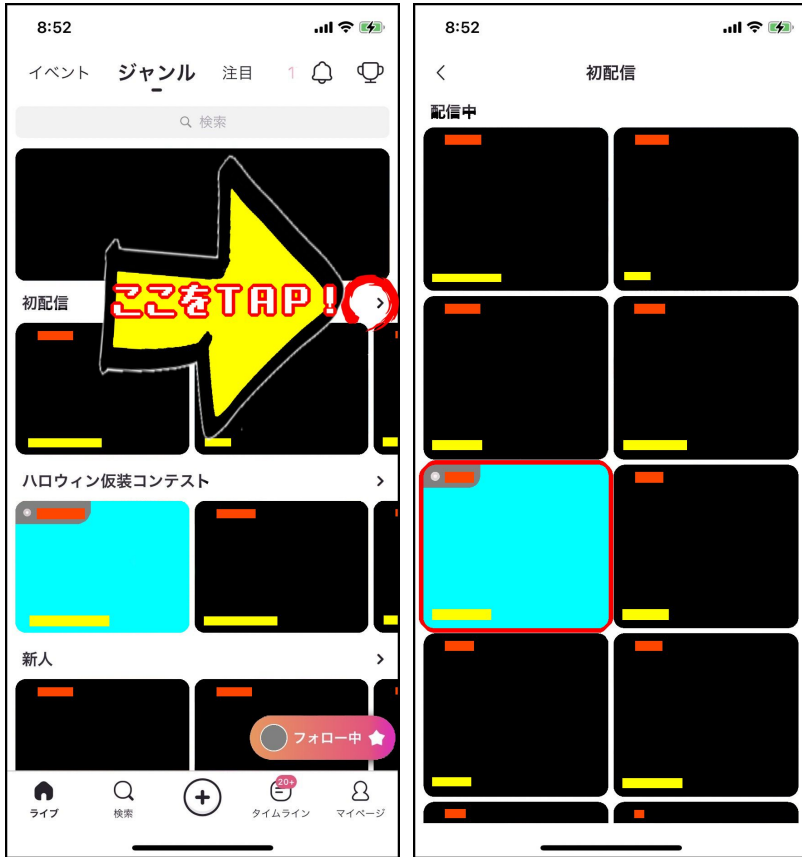 8:52
イベント ジャンル 注目 1
検索
初配信
ここをTAP!
ハロウィン仮装コンテスト
新人
フォロー中
20+
ライブ 検索 タイムライン マイページ
8:52
初配信
配信中